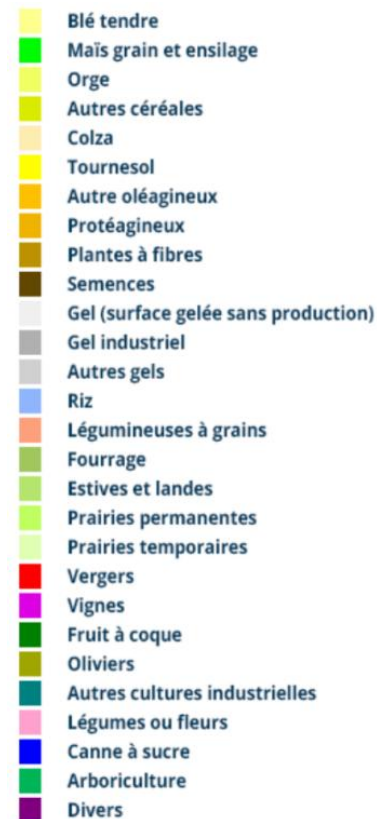 Blé tendre
Maïs grain et ensilage
Orge
Autres céréales
Colza
Tournesol
Autre oléagineux
Protéagineux
Plantes à fibres
Semences
Gel (surface gelée sans production)
Gel industriel
Autres gels
Riz
Légumineuses à grains
Fourrage
Estives et landes
Prairies permanentes
Prairies temporaires
Vergers
Vignes
Fruit à coque
Oliviers
Autres cultures industrielles
Légumes ou fleurs
Canne à sucre
Arboriculture
Divers